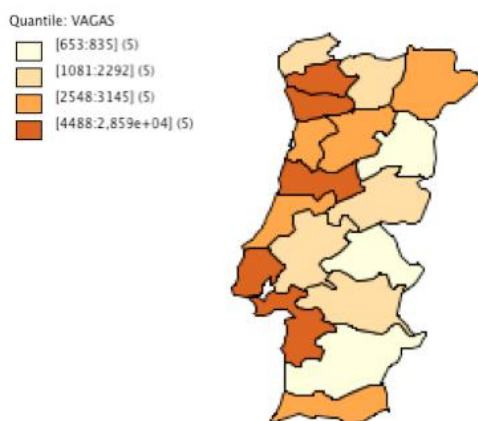 Quantile: VAGAS
[653:835] (5)
[1081:2292] (5)
[2548:3145] (5)
[4488:2,859e+04] (5)